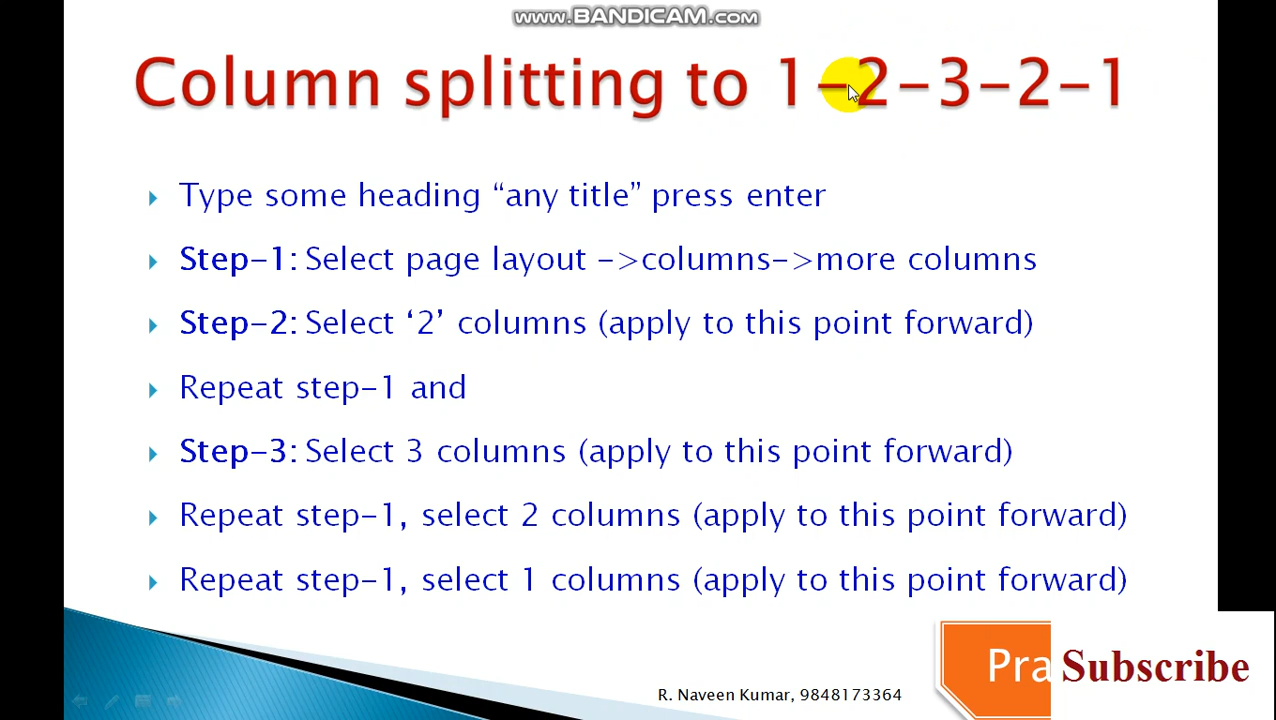 www.BANDICAM.com
Column splitting to 1-2-3-2-1
Type some heading “any title” press enter
Step-1: Select page layout ->columns->more columns
Step-2: Select ‘2’ columns (apply to this point forward)
Repeat step-1 and
Step-3: Select 3 columns (apply to this point forward)
Repeat step-1, select 2 columns (apply to this point forward)
Repeat step-1, select 1 columns (apply to this point forward)
R. Naveen Kumar, 9848173364
Pra
Subscribe